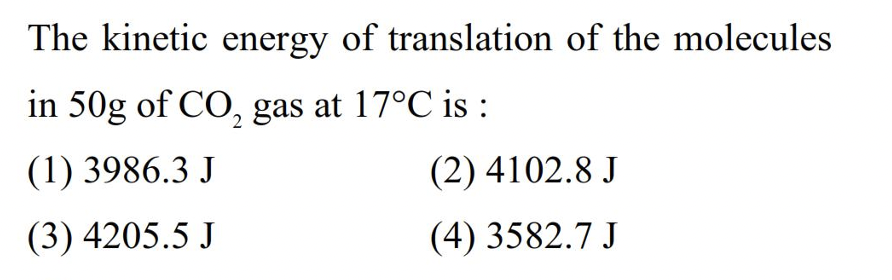 The kinetic energy of translation of the molecules
in 50g of CO₂ gas at 17°C is :
(1) 3986.3 J (2) 4102.8 J
(3) 4205.5 J (4) 3582.7 J